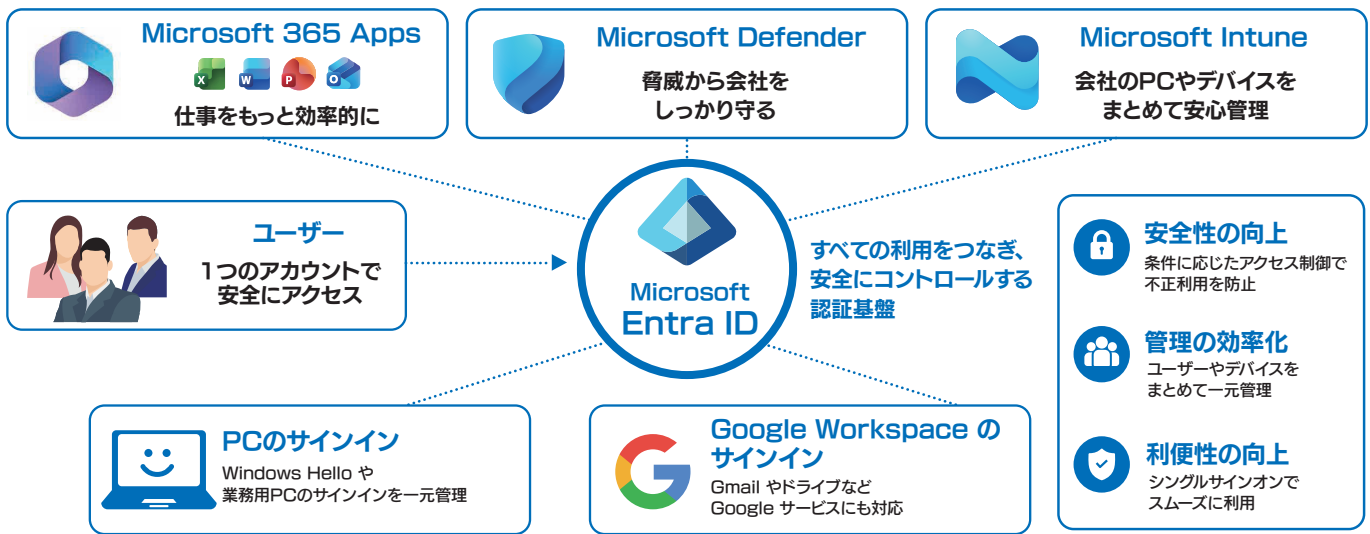 Microsoft 365 Apps
X
W
P
O
仕事をもっと効率的に
Microsoft Defender
脅威から会社を
しっかり守る
Microsoft Intune
会社のPCやデバイスを
まとめて安心管理
ユーザー
1つのアカウントで
安全にアクセス
Microsoft
Entra ID
すべての利用をつなぎ、
安全にコントロールする
認証基盤
安全性の向上
条件に応じたアクセス制御で
不正利用を防止
管理の効率化
ユーザーやデバイスを
まとめて一元管理
利便性の向上
シングルサインオンで
スムーズに利用
PCのサインイン
Windows Hello や
業務用PCのサインインを一元管理
Google Workspace の
サインイン
Gmail やドライブなど
Google サービスにも対応